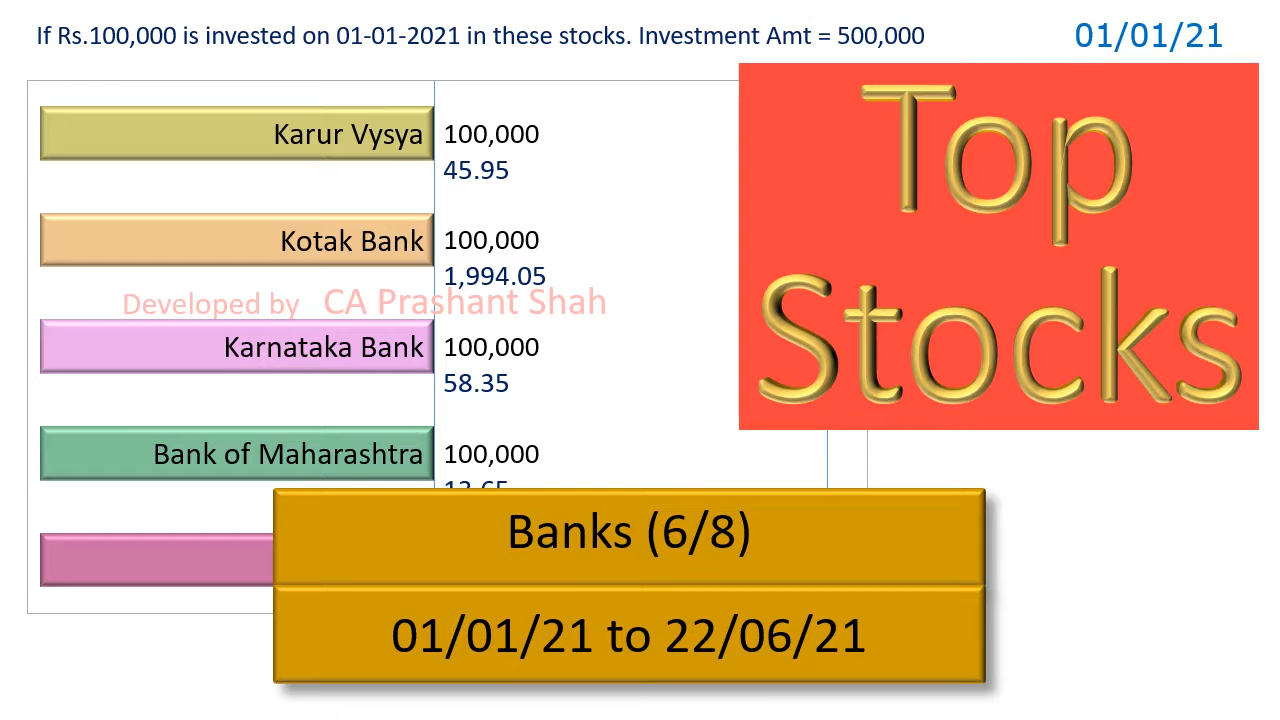 If Rs.100,000 is invested on 01-01-2021 in these stocks. Investment Amt = 500,000
01/01/21
Top
Stocks
Karur Vysya 100,000
45.95
Kotak Bank 100,000
1,994.05
Developed by CA Prashant Shah
Karnataka Bank 100,000
58.35
Bank of Maharashtra 100,000
Banks (6/8)
01/01/21 to 22/06/21